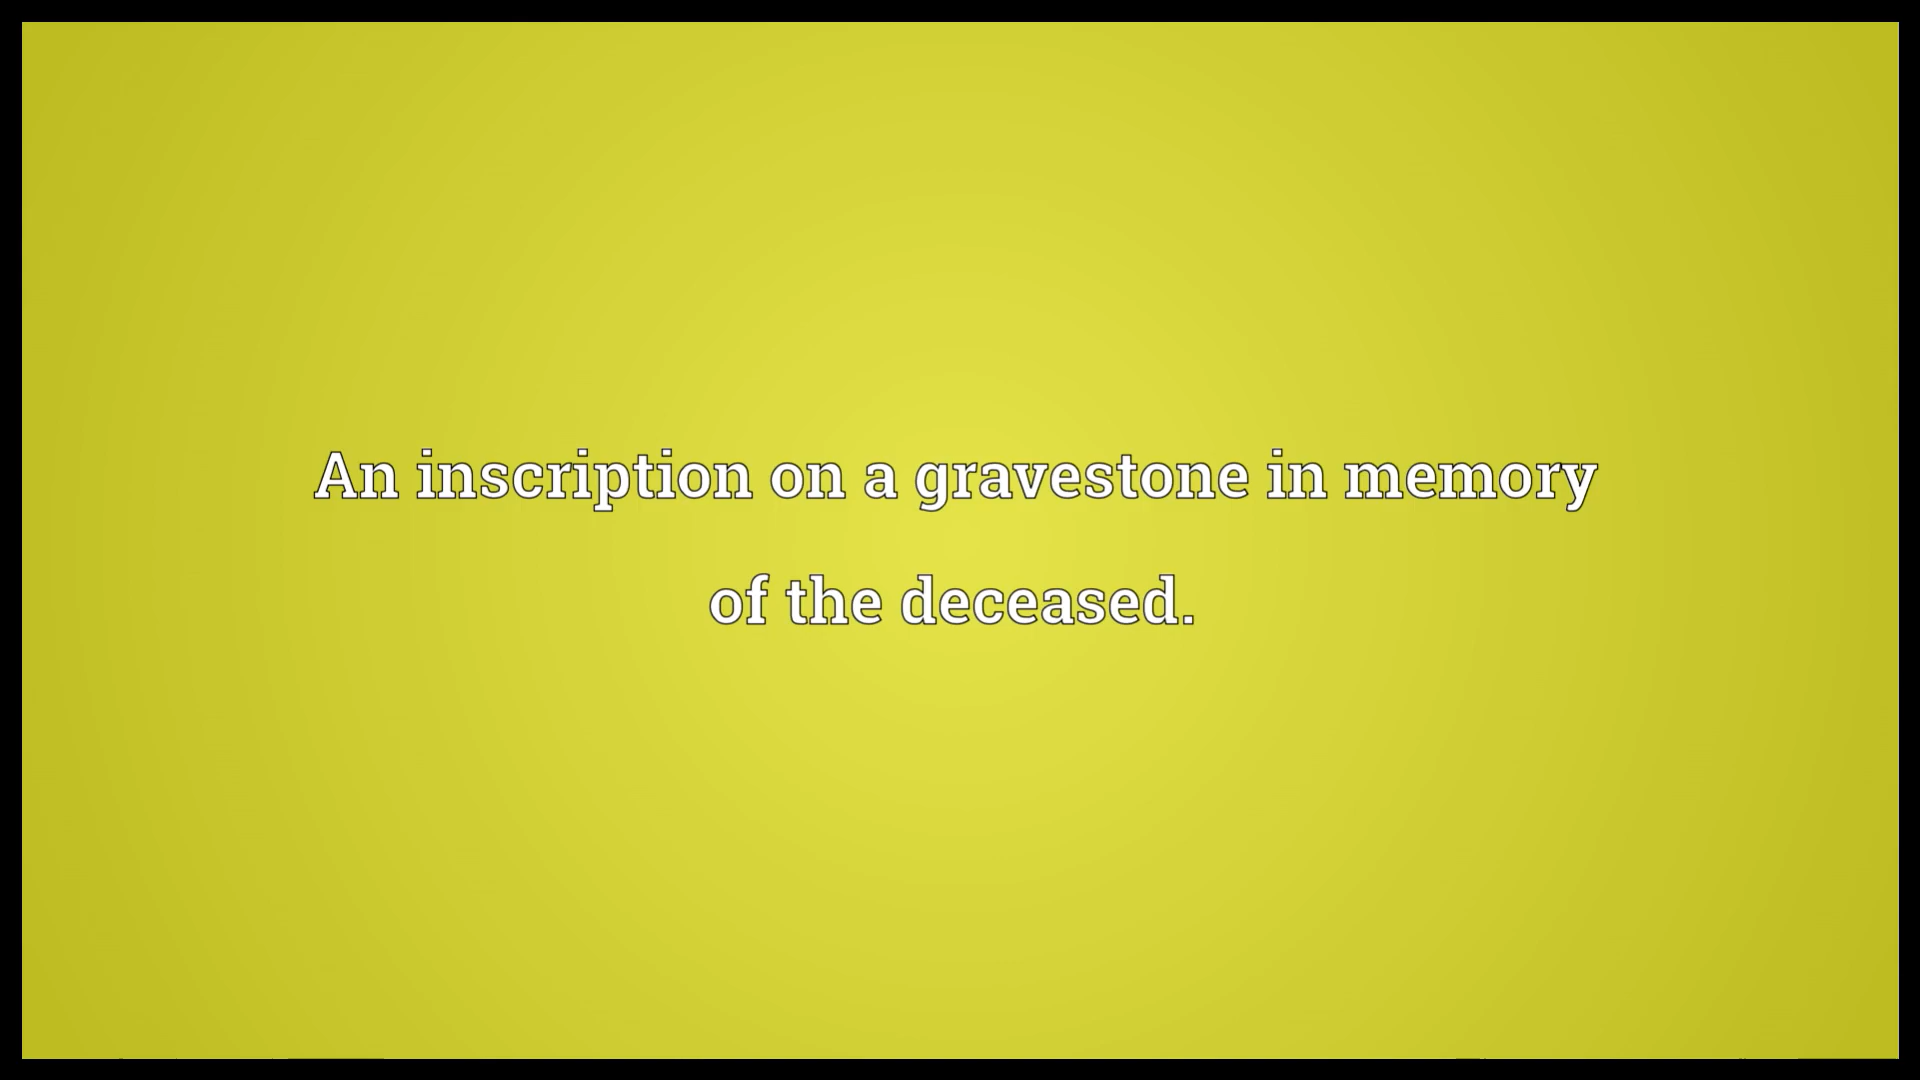 An inscription on a gravestone in memory
of the deceased.